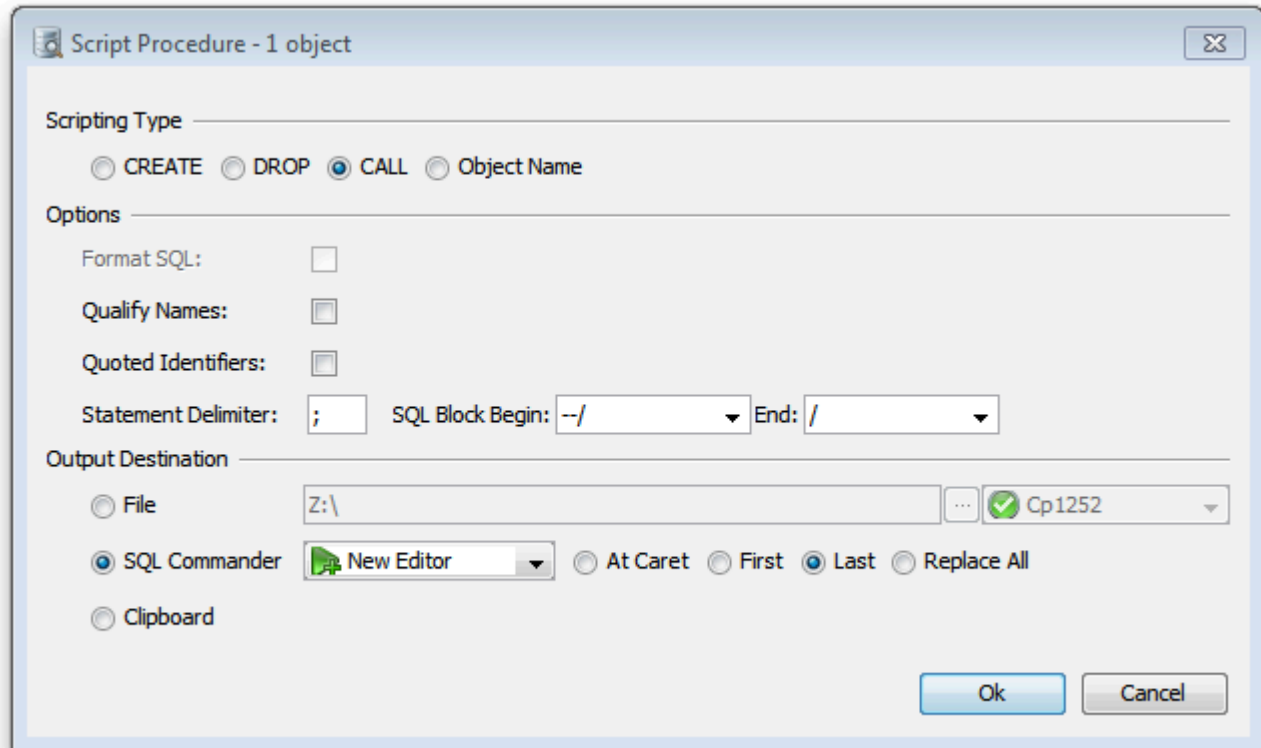 Script Procedure - 1 object
Scripting Type
CREATE DROP CALL Object Name
Options
Format SQL:
Qualify Names:
Quoted Identifiers:
Statement Delimiter: ; SQL Block Begin: --/ End: /
Output Destination
File Z:\ ... Cp1252
SQL Commander New Editor At Caret First Last Replace All
Clipboard
Ok Cancel